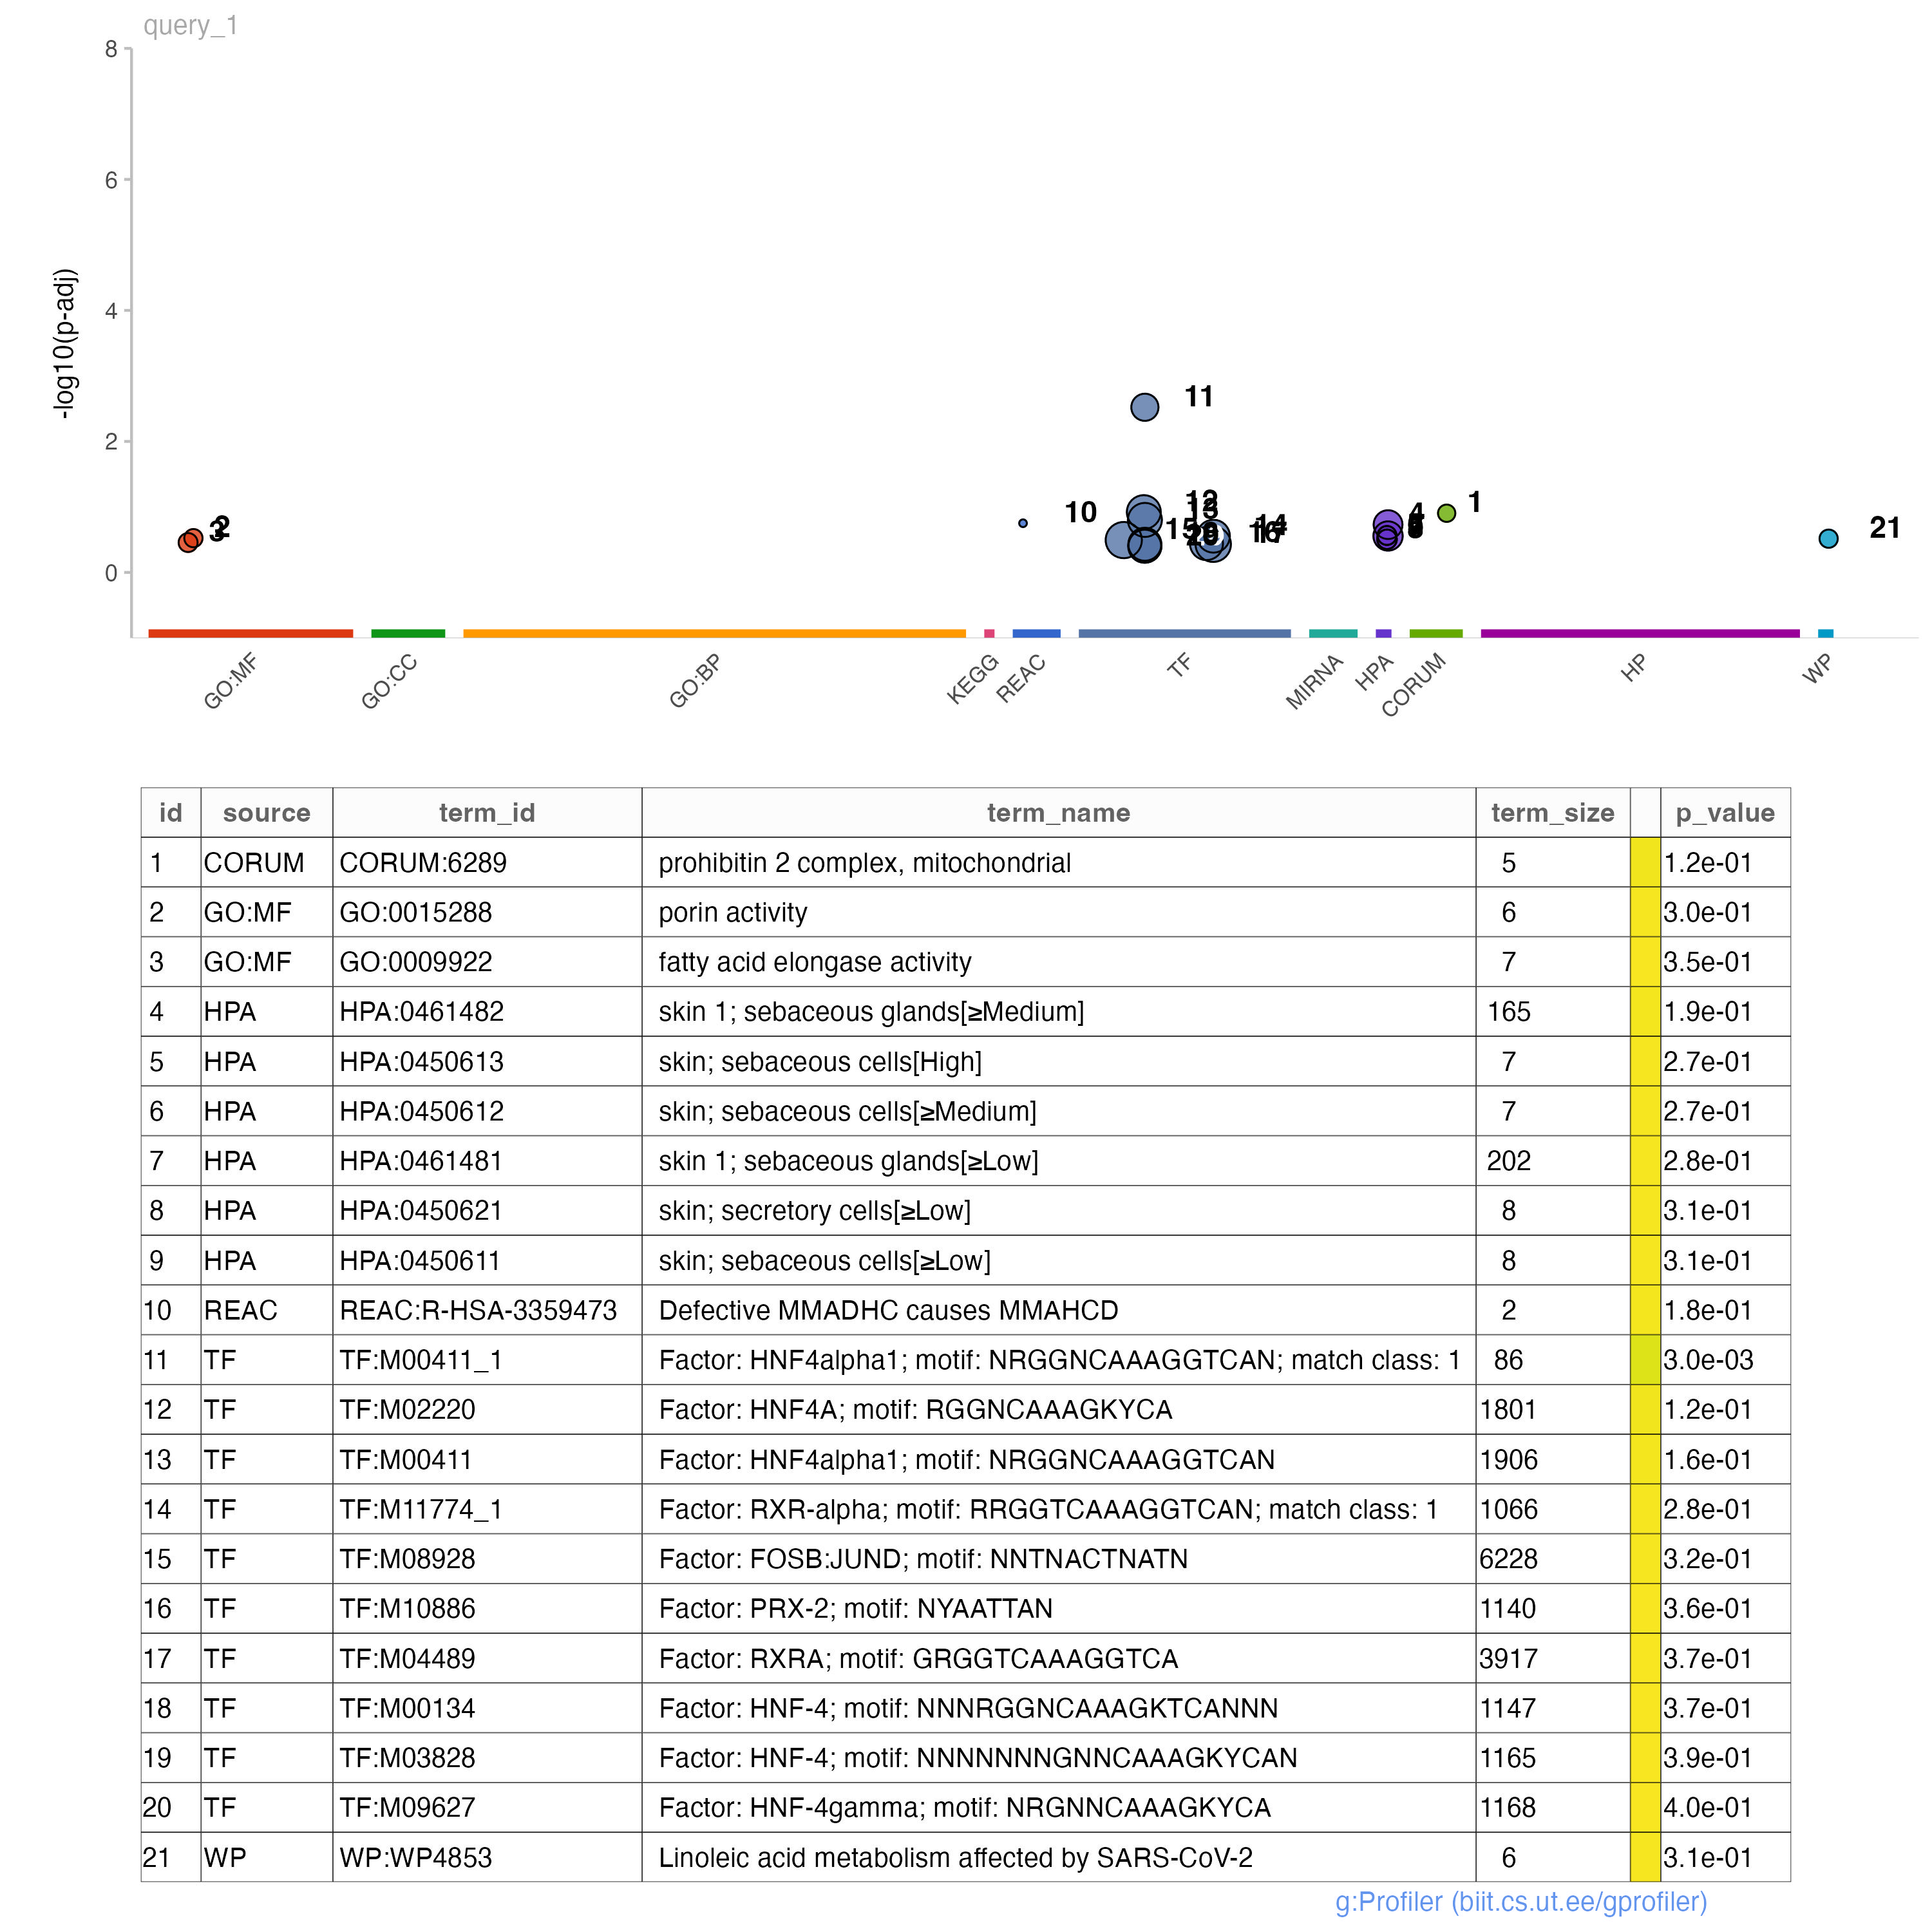 query_1
8
6
4
2
0
-log10(p-adj)
11
12
13
10
1
4
2
3
15
14
16
17
21
GO:MF
GO:CC
GO:BP
KEGG
REAC
TF
MIRNA
HPA
CORUM
HP
WP
id source term_id term_name term_size p_value
1 CORUM CORUM:6289 prohibitin 2 complex, mitochondrial 5 1.2e-01
2 GO:MF GO:0015288 porin activity 6 3.0e-01
3 GO:MF GO:0009922 fatty acid elongase activity 7 3.5e-01
4 HPA HPA:0461482 skin 1; sebaceous glands[≥Medium] 165 1.9e-01
5 HPA HPA:0450613 skin; sebaceous cells[High] 7 2.7e-01
6 HPA HPA:0450612 skin; sebaceous cells[≥Medium] 7 2.7e-01
7 HPA HPA:0461481 skin 1; sebaceous glands[≥Low] 202 2.8e-01
8 HPA HPA:0450621 skin; secretory cells[≥Low] 8 3.1e-01
9 HPA HPA:0450611 skin; sebaceous cells[≥Low] 8 3.1e-01
10 REAC REAC:R-HSA-3359473 Defective MMADHC causes MMAHCD 2 1.8e-01
11 TF TF:M00411_1 Factor: HNF4alpha1; motif: NRGGNCAAAGGTCAN; match class: 1 86 3.0e-03
12 TF TF:M02220 Factor: HNF4A; motif: RGGNCAAAGKYCA 1801 1.2e-01
13 TF TF:M00411 Factor: HNF4alpha1; motif: NRGGNCAAAGGTCAN 1906 1.6e-01
14 TF TF:M11774_1 Factor: RXR-alpha; motif: RRGGTCAAAGGTCAN; match class: 1 1066 2.8e-01
15 TF TF:M08928 Factor: FOSB:JUND; motif: NNTNACTNATN 6228 3.2e-01
16 TF TF:M10886 Factor: PRX-2; motif: NYAATTAN 1140 3.6e-01
17 TF TF:M04489 Factor: RXRA; motif: GRGGTCAAAGGTCA 3917 3.7e-01
18 TF TF:M00134 Factor: HNF-4; motif: NNNRGGNCAAAGKTCANNN 1147 3.7e-01
19 TF TF:M03828 Factor: HNF-4; motif: NNNNNNNGNNCAAAGKYCAN 1165 3.9e-01
20 TF TF:M09627 Factor: HNF-4gamma; motif: NRGNNCAAAGKYCA 1168 4.0e-01
21 WP WP:WP4853 Linoleic acid metabolism affected by SARS-CoV-2 6 3.1e-01
g:Profiler (biit.cs.ut.ee/gprofiler)